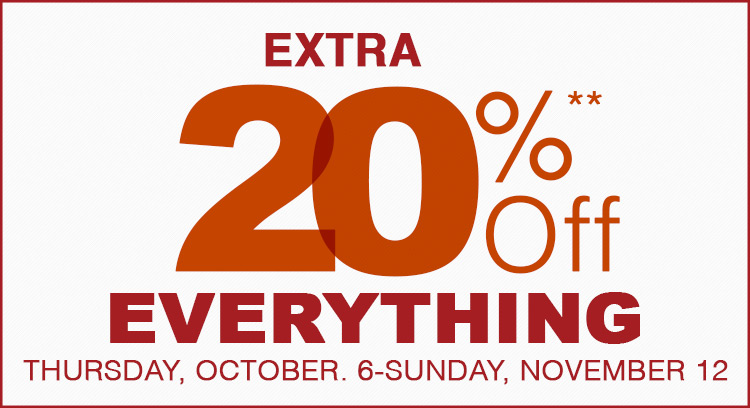 EXTRA
20%**
Off
EVERYTHING
THURSDAY, OCTOBER. 6-SUNDAY, NOVEMBER 12